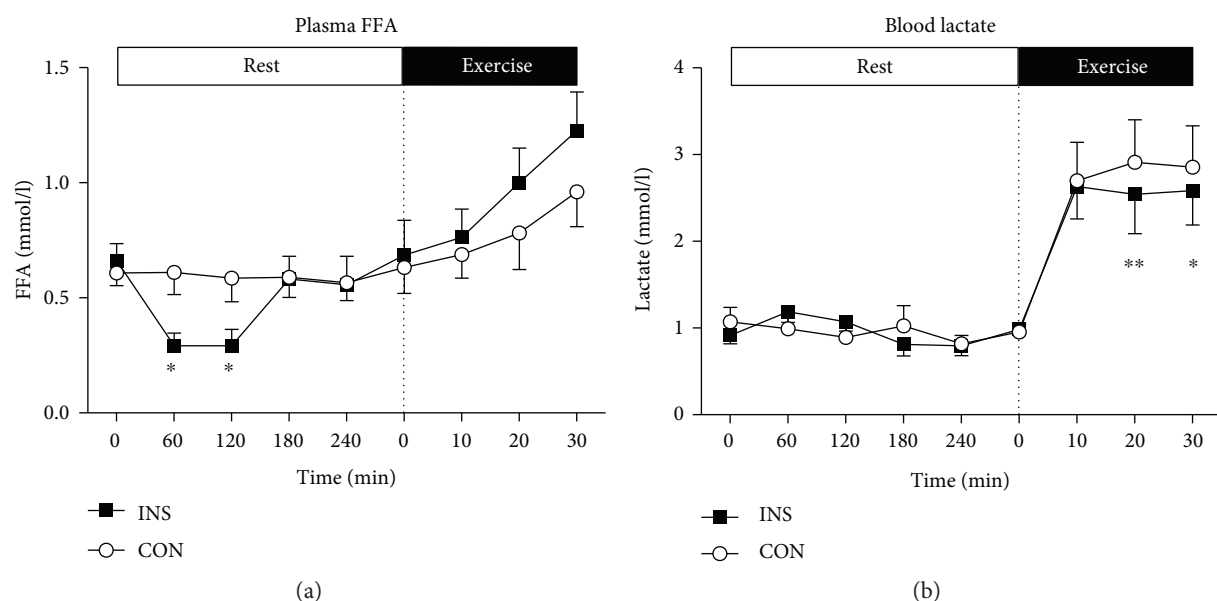 Plasma FFA
Rest Exercise
1.5
1.0
0.5
0.0
FFA (mmol/l)
* *
0 60 120 180 240 0 10 20 30
Time (min)
INS
CON
(a)
Blood lactate
Rest Exercise
4
3
2
1
0
Lactate (mmol/l)
** *
0 60 120 180 240 0 10 20 30
Time (min)
INS
CON
(b)